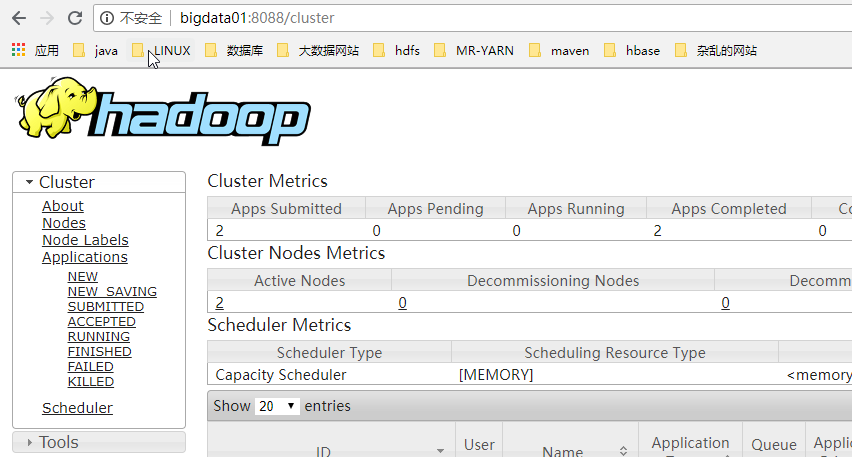 不安全 bigdata01:8088/cluster
应用 java LINUX 数据库 大数据网站 hdfs MR-YARN maven hbase 杂乱的网站
hadoop
Cluster
About
Nodes
Node Labels
Applications
NEW
NEW_SAVING
SUBMITTED
ACCEPTED
RUNNING
FINISHED
FAILED
KILLED
Scheduler
Tools
Cluster Metrics
Apps Submitted Apps Pending Apps Running Apps Completed
2 0 0 2 0
Cluster Nodes Metrics
Active Nodes Decommissioning Nodes Decomm
2 0 0
Scheduler Metrics
Scheduler Type Scheduling Resource Type
Capacity Scheduler [MEMORY] <memory
Show 20 entries
ID User Name Application Queue Applic